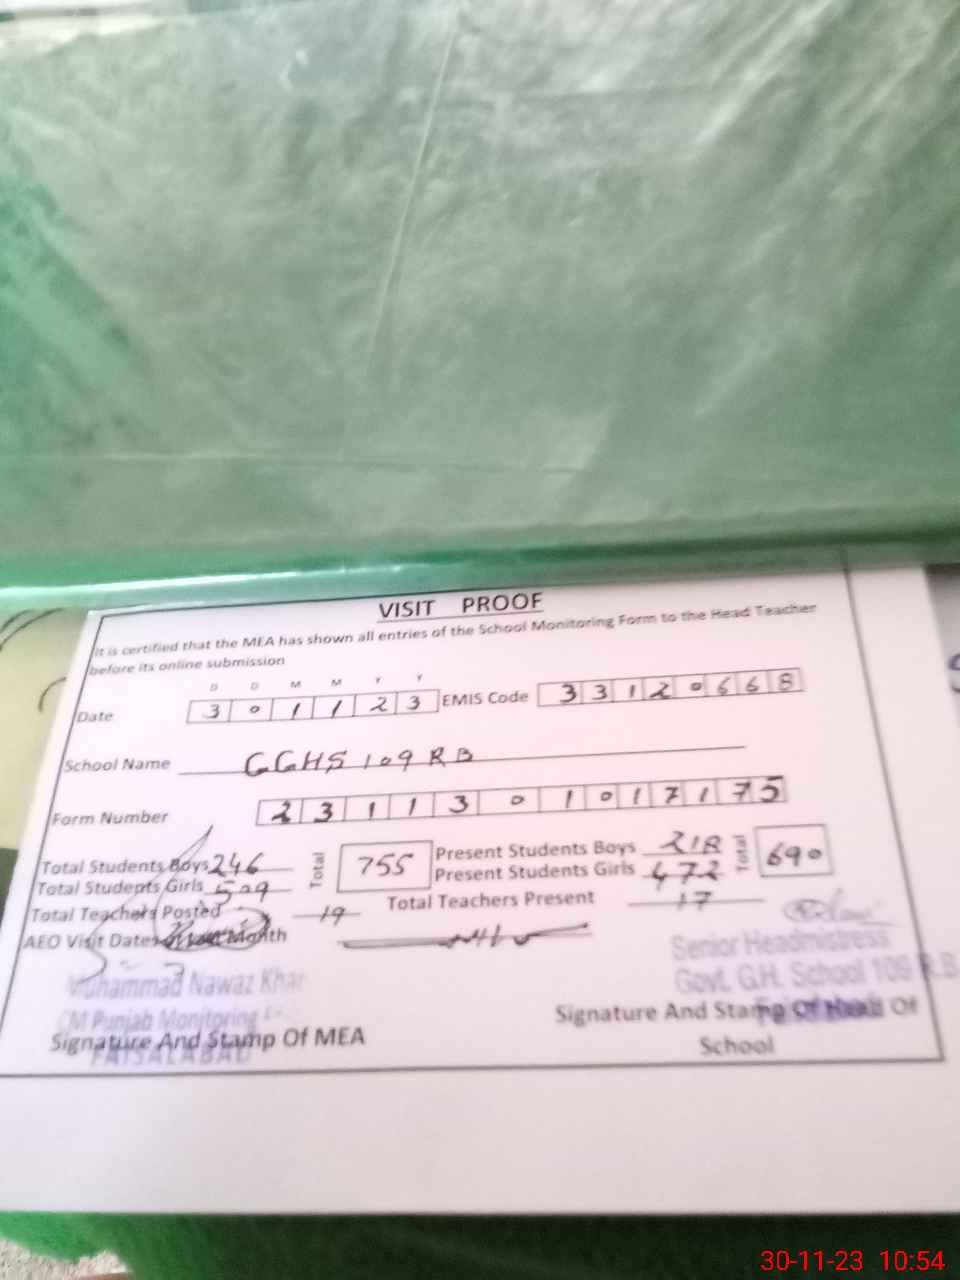 VISIT PROOF
It is certified that the MEA has shown all entries of the School Monitoring Form to the Head Teacher
before its online submission
D D M M Y Y
Date 3 0 1 1 2 3 EMIS Code 3 3 1 2 0 6 6 8
School Name GGHS 109 RB
Form Number 2 3 1 1 3 0 1 0 1 7 1 7 5
Total Students Boys 246 Total 755 Present Students Boys 218 Total 690
Total Students Girls 509 Present Students Girls 472
Total Teachers Posted 19 Total Teachers Present 17
AEO Visit Dates Month
Senior Headmistress
Muhammad Nawaz Khan
Govt. G.H. School 109 R.B
CM Punjab Monitoring
Signature And Stamp Of MEA
FAISALABAD
Signature And Stamp Of Head Of
School
30-11-23 10:54